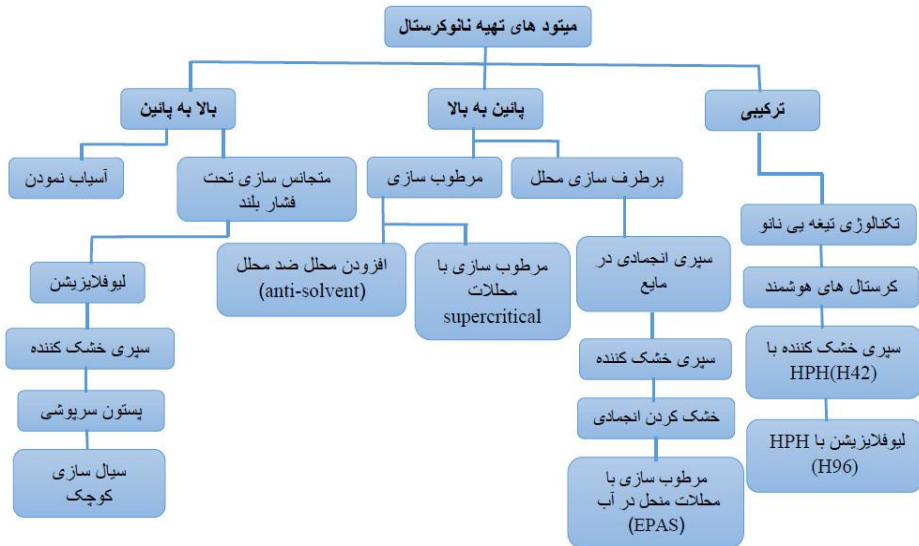 میتود های تهیه نانوکرستال
بالا به پائین
پائین به بالا
ترکیبی
آسیاب نمودن
متجانس سازی تحت
فشار بلند
مرطوب سازی
برطرف سازی محلل
تکنالوژی تیغه یی نانو
لیوفلایزیشن
افزودن محلل ضد محلل
(anti-solvent)
مرطوب سازی با
محللات
supercritical
سپری انجمادی در
مایع
کرستال های هوشمند
سپری خشک کننده
سپری خشک کننده
سپری خشک کننده با
HPH(H42)
پستون سرپوشی
خشک کردن انجمادی
لیوفلایزیشن با HPH
(H96)
سیال سازی
کوچک
مرطوب سازی با
محللات منحل در آب
(EPAS)